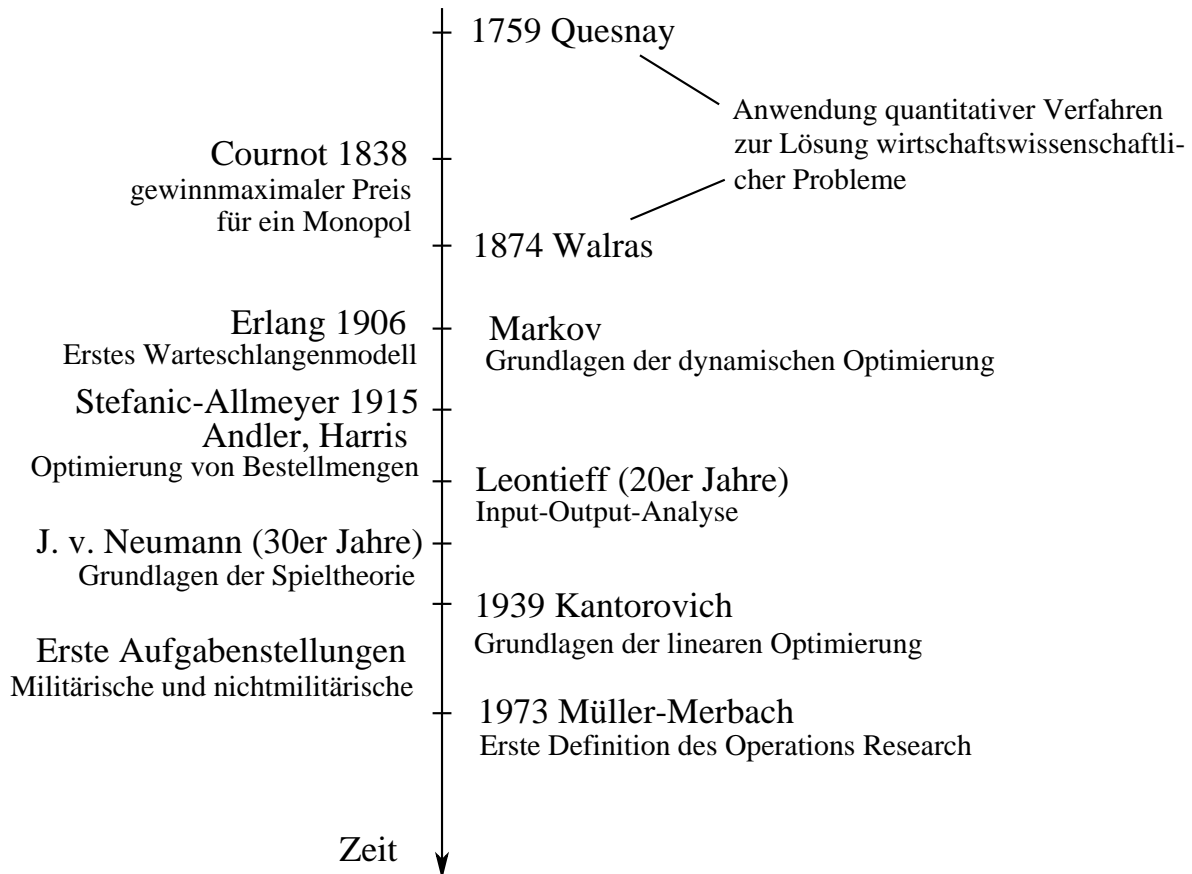 1759 Quesnay
Anwendung quantitativer Verfahren
zur Lösung wirtschaftswissenschaftli-
cher Probleme
Cournot 1838
gewinnmaximaler Preis
für ein Monopol
1874 Walras
Erlang 1906
Erstes Warteschlangenmodell
Markov
Grundlagen der dynamischen Optimierung
Stefanic-Allmeyer 1915
Andler, Harris
Optimierung von Bestellmengen
Leontieff (20er Jahre)
Input-Output-Analyse
J. v. Neumann (30er Jahre)
Grundlagen der Spieltheorie
1939 Kantorovich
Grundlagen der linearen Optimierung
Erste Aufgabenstellungen
Militärische und nichtmilitärische
1973 Müller-Merbach
Erste Definition des Operations Research
Zeit